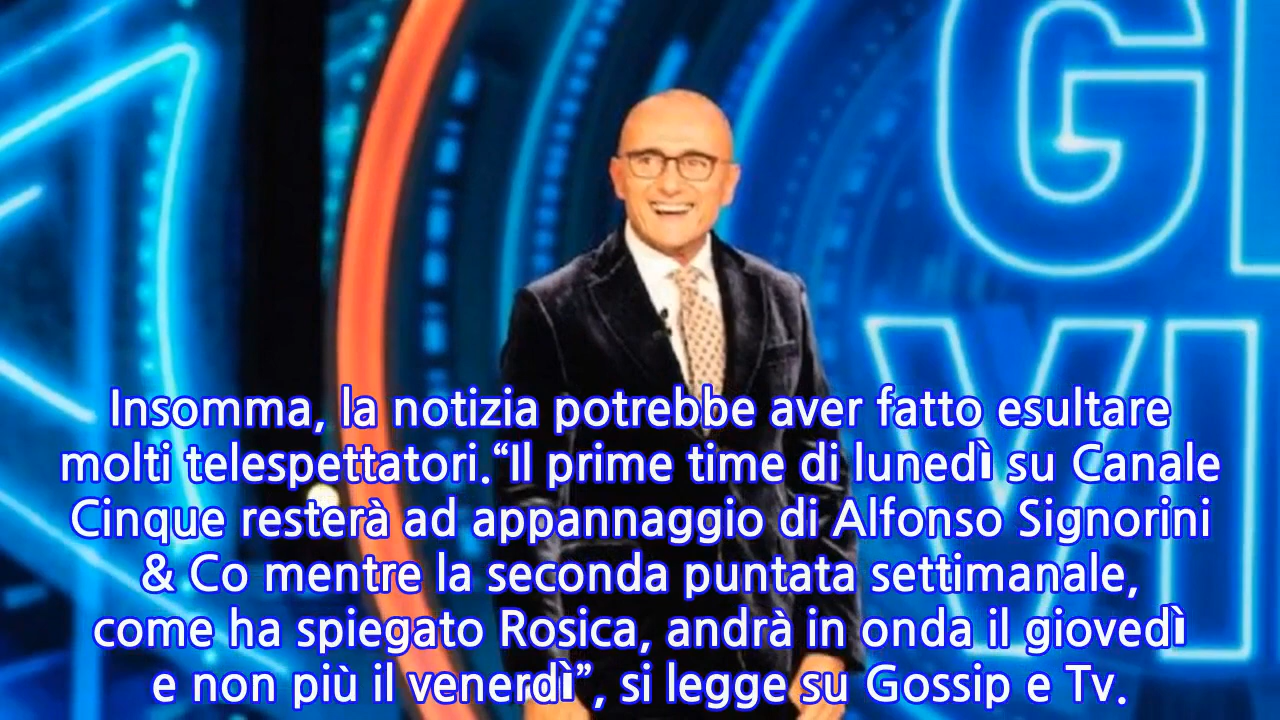 G
VI
Insomma, la notizia potrebbe aver fatto esultare
molti telespettatori.“Il prime time di lunedì su Canale
Cinque resterà ad appannaggio di Alfonso Signorini
& Co mentre la seconda puntata settimanale,
come ha spiegato Rosica, andrà in onda il giovedì
e non più il venerdì”, si legge su Gossip e Tv.